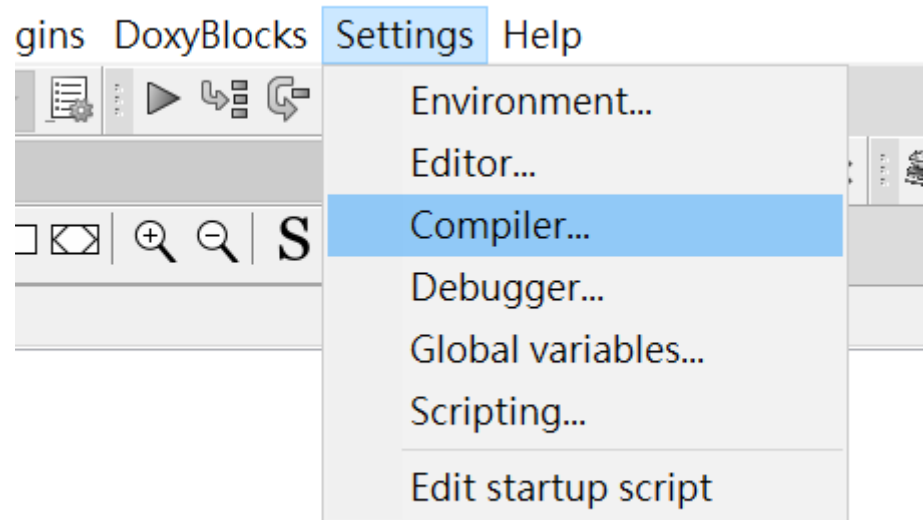 gins DoxyBlocks Settings Help
Environment...
Editor...
Compiler...
S
Debugger...
Global variables...
Scripting...
Edit startup script